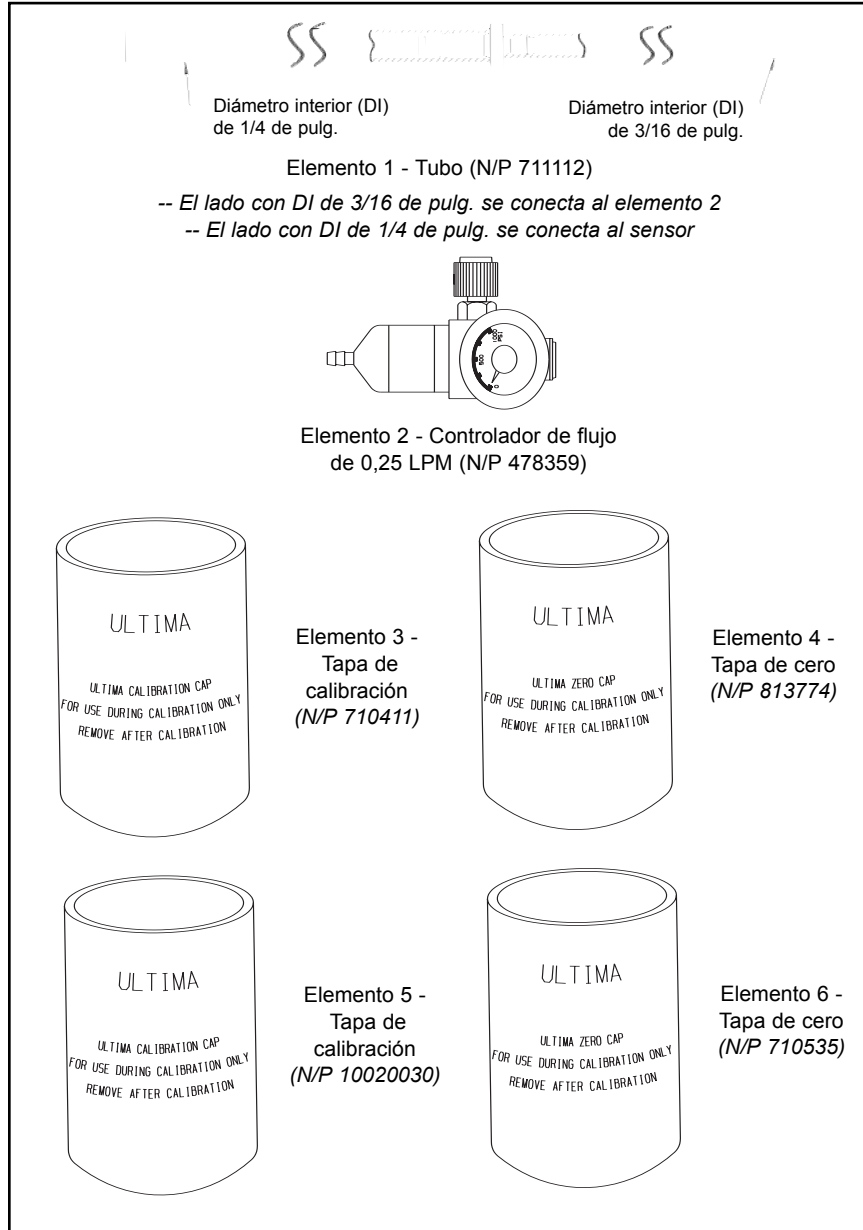 Diámetro interior (DI)
de 1/4 de pulg.
Diámetro interior (DI)
de 3/16 de pulg.
Elemento 1 - Tubo (N/P 711112)
-- El lado con DI de 3/16 de pulg. se conecta al elemento 2
-- El lado con DI de 1/4 de pulg. se conecta al sensor
1000
PSI
500
0
Elemento 2 - Controlador de flujo
de 0,25 LPM (N/P 478359)
ULTIMA
ULTIMA CALIBRATION CAP
FOR USE DURING CALIBRATION ONLY
REMOVE AFTER CALIBRATION
Elemento 3 -
Tapa de
calibración
(N/P 710411)
ULTIMA
ULTIMA ZERO CAP
FOR USE DURING CALIBRATION ONLY
REMOVE AFTER CALIBRATION
Elemento 4 -
Tapa de cero
(N/P 813774)
ULTIMA
ULTIMA CALIBRATION CAP
FOR USE DURING CALIBRATION ONLY
REMOVE AFTER CALIBRATION
Elemento 5 -
Tapa de
calibración
(N/P 10020030)
ULTIMA
ULTIMA ZERO CAP
FOR USE DURING CALIBRATION ONLY
REMOVE AFTER CALIBRATION
Elemento 6 -
Tapa de cero
(N/P 710535)